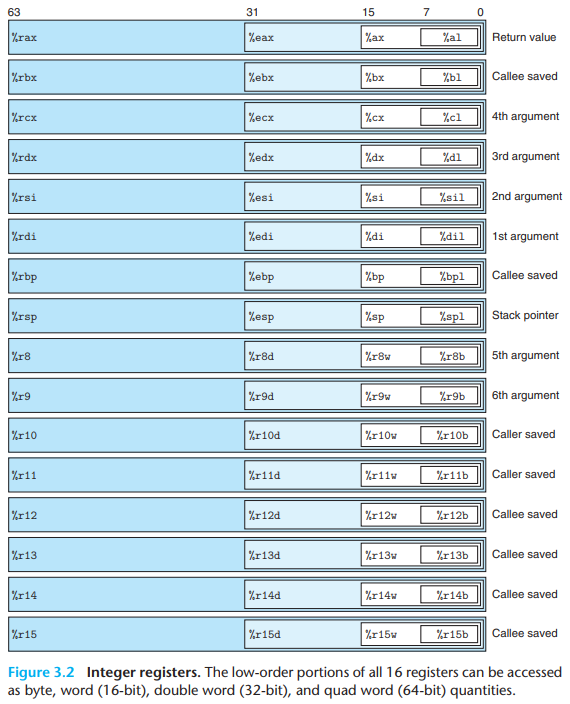 63 31 15 7 0
%rax %eax %ax %al Return value
%rbx %ebx %bx %bl Callee saved
%rcx %ecx %cx %cl 4th argument
%rdx %edx %dx %dl 3rd argument
%rsi %esi %si %sil 2nd argument
%rdi %edi %di %dil 1st argument
%rbp %ebp %bp %bpl Callee saved
%rsp %esp %sp %spl Stack pointer
%r8 %r8d %r8w %r8b 5th argument
%r9 %r9d %r9w %r9b 6th argument
%r10 %r10d %r10w %r10b Caller saved
%r11 %r11d %r11w %r11b Caller saved
%r12 %r12d %r12w %r12b Callee saved
%r13 %r13d %r13w %r13b Callee saved
%r14 %r14d %r14w %r14b Callee saved
%r15 %r15d %r15w %r15b Callee saved
Figure 3.2 Integer registers. The low-order portions of all 16 registers can be accessed
as byte, word (16-bit), double word (32-bit), and quad word (64-bit) quantities.